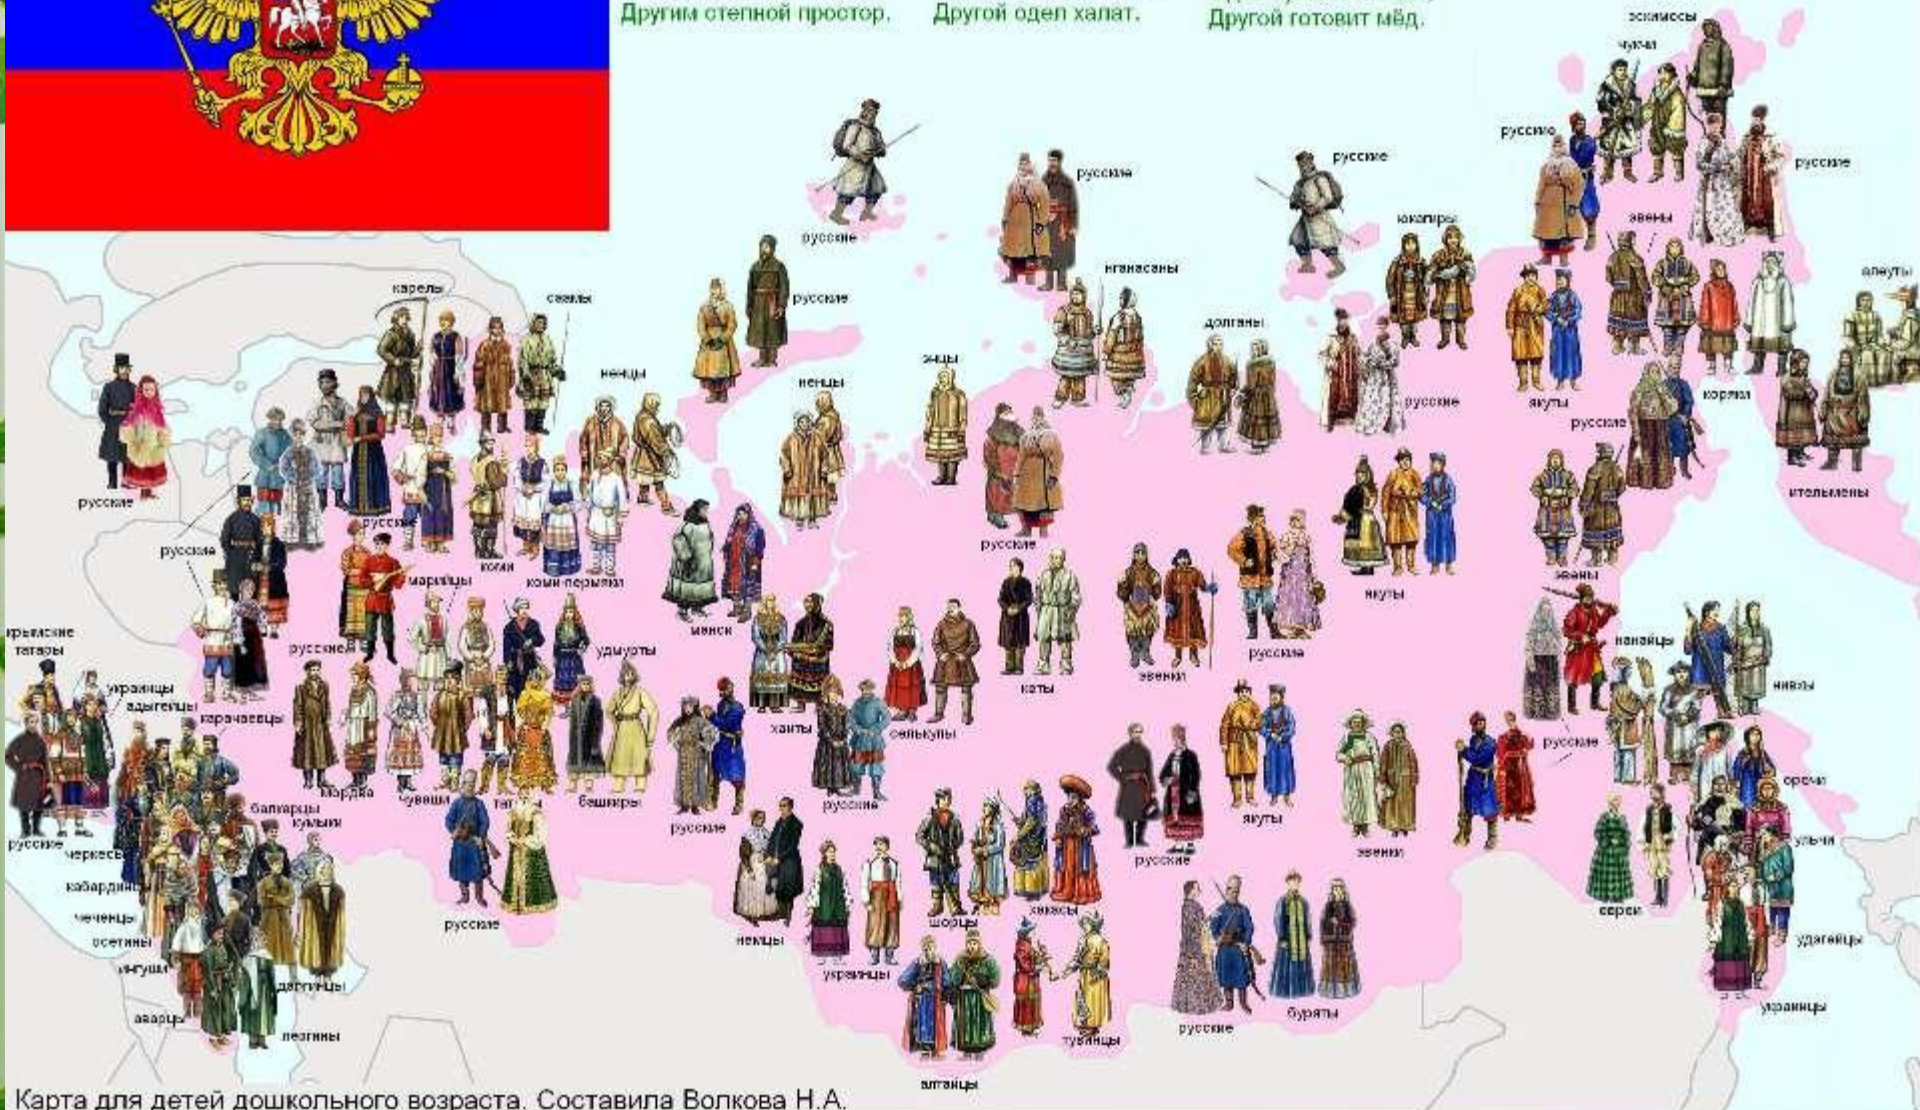 Другим степной простор.
Другой одел халат.
Другой готовит мёд.
эскимосы
чукчи
русские
русские
русские
русские
русские
юкагиры
эвены
нганасаны
алеуты
карелы
саамы
русские
долганы
ненцы
энцы
ненцы
русские
якуты
коряки
русские
русские
ительмены
русские
русские
русские
коми
марийцы
коми-пермяки
эвены
якуты
манси
крымские
татары
русские
удмурты
русские
нанайцы
эвенки
кеты
украинцы
адыгейцы
карачаевцы
нивхи
ханты
селькупы
русские
мордва
чуваши
татары
башкиры
русские
русские
орочи
балкарцы
кумыки
якуты
русские
черкесы
русские
эвенки
ульчи
кабардинцы
чеченцы
русские
шорцы
хакасы
евреи
осетины
немцы
удэгейцы
ингуши
украинцы
даргинцы
буряты
украинцы
аварцы
русские
лезгины
тувинцы
алтайцы
Карта для детей дошкольного возраста. Составила Волкова Н.А.